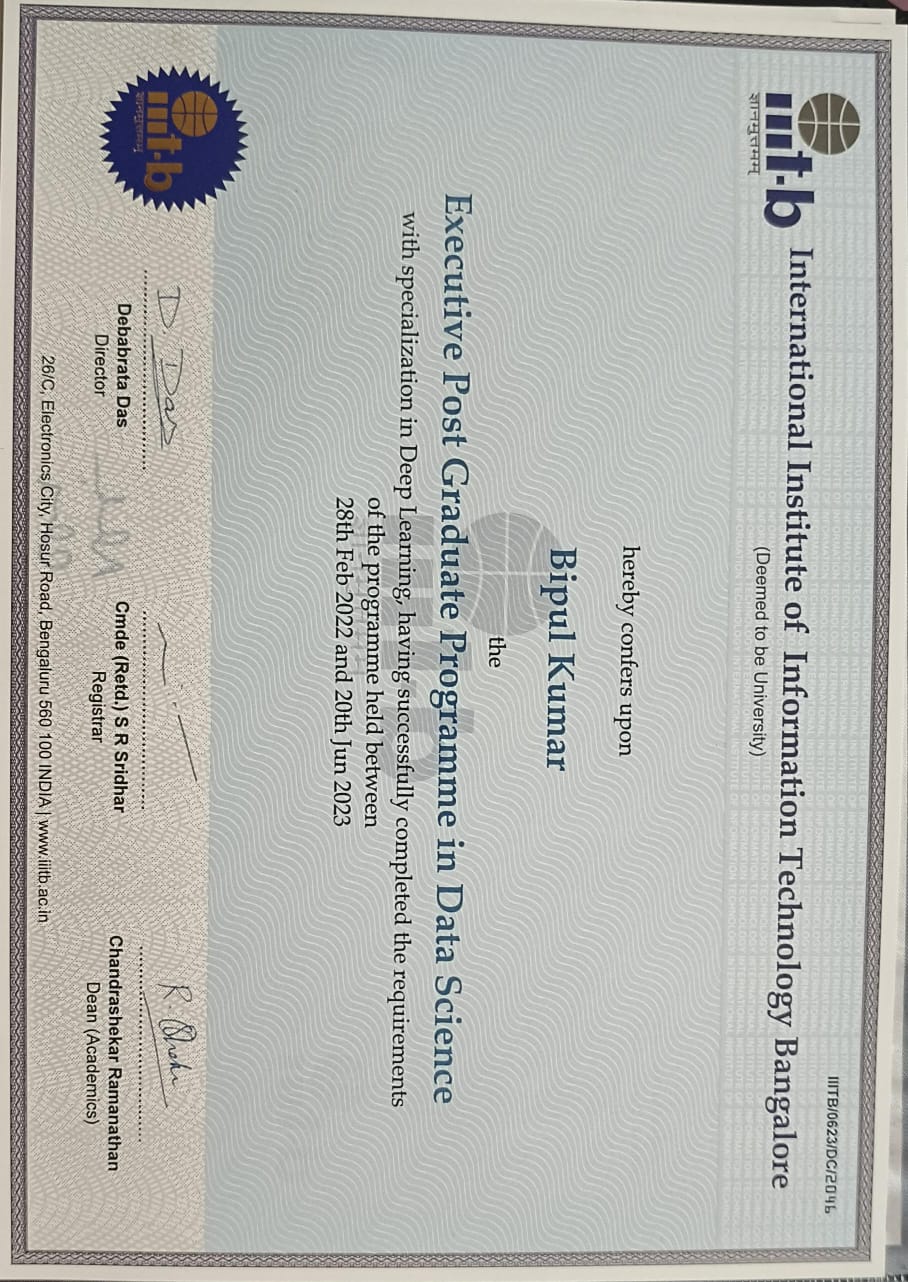 IIITB/0623/DC/2046
iiit-b
ज्ञानमुत्तमम्
International Institute of Information Technology Bangalore
(Deemed to be University)
hereby confers upon
Bipul Kumar
the
Executive Post Graduate Programme in Data Science
with specialization in Deep Learning, having successfully completed the requirements
of the programme held between
28th Feb 2022 and 20th Jun 2023
iiit-b
ज्ञानमुत्तमम्
D. Das
Debabrata Das
Director
Cmde (Retd.) S R Sridhar
Registrar
Chandrashekar Ramanathan
Dean (Academics)
26/C, Electronics City, Hosur Road, Bengaluru 560 100 INDIA | www.iiitb.ac.in